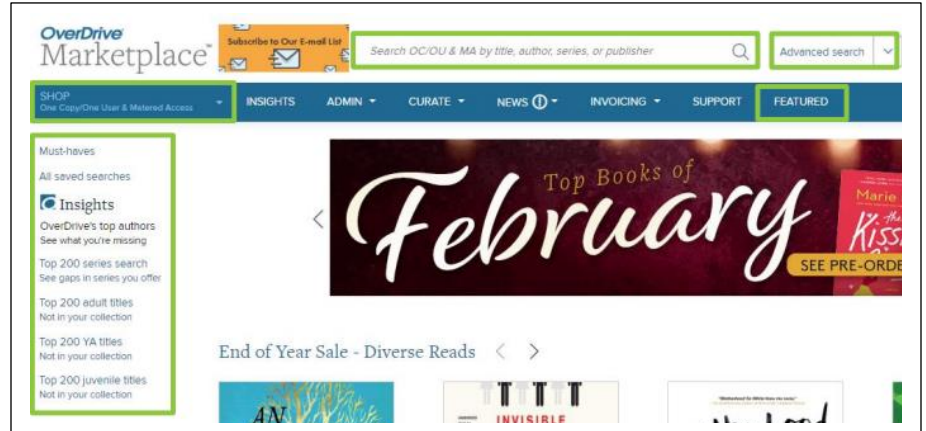 OverDrive
Marketplace™
Subscribe to Our E-mail List
Search OC/OU & MA by title, author, series, or publisher
Advanced search
SHOP
One Copy/One User & Metered Access
INSIGHTS
ADMIN
CURATE
NEWS
INVOICING
SUPPORT
FEATURED
Must-haves
All saved searches
Insights
OverDrive's top authors
See what you're missing
Top 200 series search
See gaps in series you offer
Top 200 adult titles
Not in your collection
Top 200 YA titles
Not in your collection
Top 200 juvenile titles
Not in your collection
Top Books of
February
Marie
the
Kiss
SEE PRE-ORDE
End of Year Sale - Diverse Reads
AN
INVISIBLE